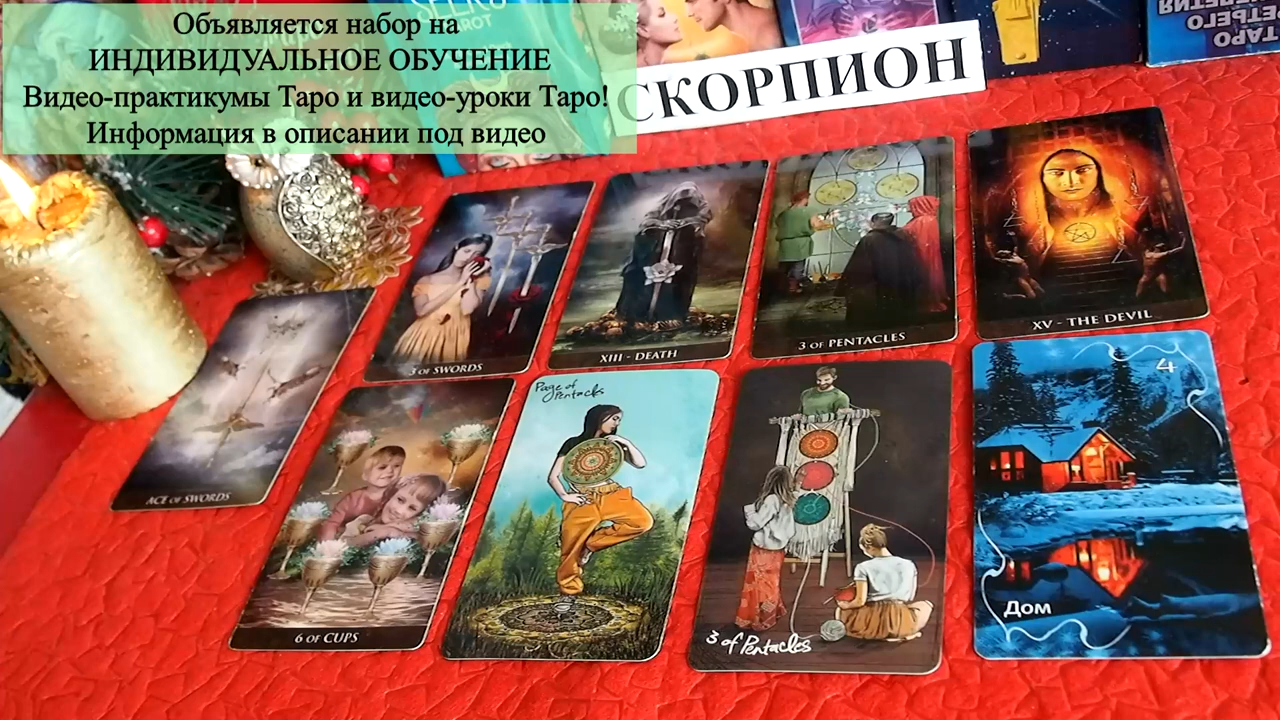 Объявляется набор на
ИНДИВИДУАЛЬНОЕ ОБУЧЕНИЕ
Видео-практикумы Таро и видео-уроки Таро!
Информация в описании под видео
СКОРПИОН
ТАРО
ТРЕТЬЕГО
3 OF SWORDS
XIII - DEATH
3 OF PENTACLES
XV - THE DEVIL
ACE OF SWORDS
6 OF CUPS
Page of
Pentacles
3 of Pentacles
4
Дом